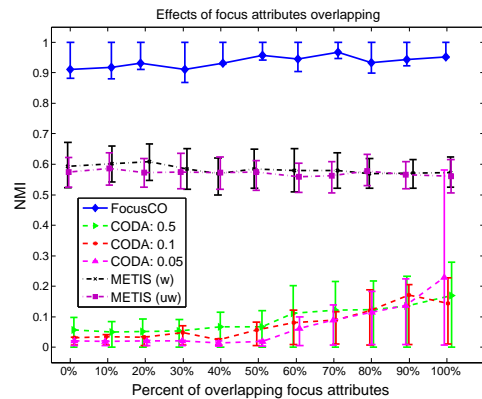 Effects of focus attributes overlapping
NMI
1
0.9
0.8
0.7
0.6
0.5
0.4
0.3
0.2
0.1
0
FocusCO
CODA: 0.5
CODA: 0.1
CODA: 0.05
METIS (w)
METIS (uw)
0% 10% 20% 30% 40% 50% 60% 70% 80% 90% 100%
Percent of overlapping focus attributes